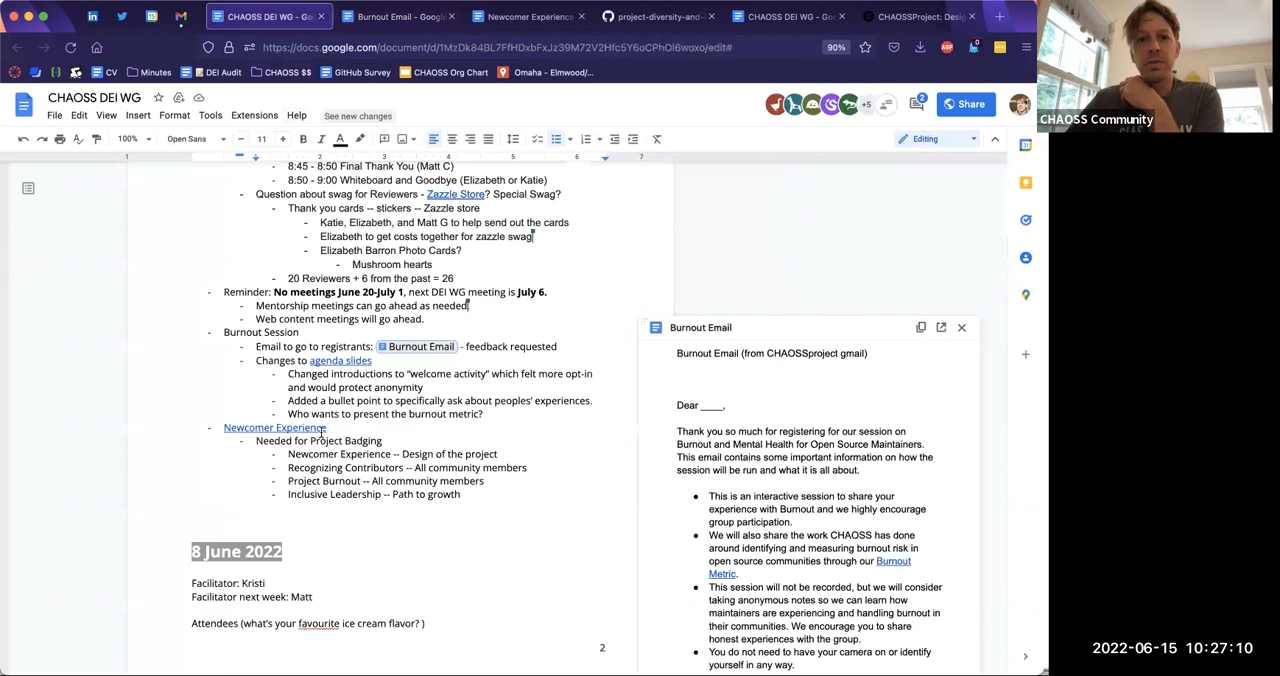 CHAOSS DEI WG - Goo
Burnout Email - Google
Newcomer Experience
project-diversity-and-
CHAOSS DEI WG - Goo
CHAOSSProject: Desig
https://docs.google.com/document/d/1MzDk84BL7FfHDxbFxJz39M72V2Hfc5Y6oCPhOl6woxo/edit#
90%
CV
Minutes
DEI Audit
CHAOSS $$
GitHub Survey
CHAOSS Org Chart
Omaha - Elmwood/...
CHAOSS DEI WG
File Edit View Insert Format Tools Extensions Help
See new changes
+5
2
Share
CHAOSS Community
100%
Open Sans
11
Editing
1 2 3 4 5 6 7
- 8:45 - 8:50 Final Thank You (Matt C)
- 8:50 - 9:00 Whiteboard and Goodbye (Elizabeth or Katie)
- Question about swag for Reviewers - Zazzle Store? Special Swag?
- Thank you cards -- stickers -- Zazzle store
- Katie, Elizabeth, and Matt G to help send out the cards
- Elizabeth to get costs together for zazzle swag
- Elizabeth Barron Photo Cards?
- Mushroom hearts
- 20 Reviewers + 6 from the past = 26
- Reminder: No meetings June 20-July 1, next DEI WG meeting is July 6.
- Mentorship meetings can go ahead as needed.
- Web content meetings will go ahead.
- Burnout Session
- Email to go to registrants: Burnout Email - feedback requested
- Changes to agenda slides
- Changed introductions to “welcome activity” which felt more opt-in
and would protect anonymity
- Added a bullet point to specifically ask about peoples’ experiences.
- Who wants to present the burnout metric?
- Newcomer Experience
- Needed for Project Badging
- Newcomer Experience -- Design of the project
- Recognizing Contributors -- All community members
- Project Burnout -- All community members
- Inclusive Leadership -- Path to growth
8 June 2022
Facilitator: Kristi
Facilitator next week: Matt
Attendees (what’s your favourite ice cream flavor? )
2
Burnout Email
Burnout Email (from CHAOSSproject gmail)
Dear ____,
Thank you so much for registering for our session on
Burnout and Mental Health for Open Source Maintainers.
This email contains some important information on how the
session will be run and what it is all about.
● This is an interactive session to share your
experience with Burnout and we highly encourage
group participation.
● We will also share the work CHAOSS has done
around identifying and measuring burnout risk in
open source communities through our Burnout
Metric.
● This session will not be recorded, but we will consider
taking anonymous notes so we can learn how
maintainers are experiencing and handling burnout in
their communities. We encourage you to share
honest experiences with the group.
● You do not need to have your camera on or identify
yourself in any way.
2022-06-15 10:27:10